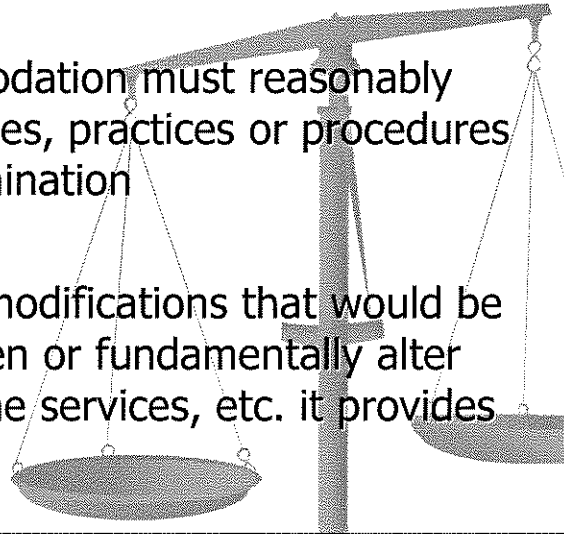 odation must reasonably
es, practices or procedures
ination
modifications that would be
en or fundamentally alter
e services, etc. it provides